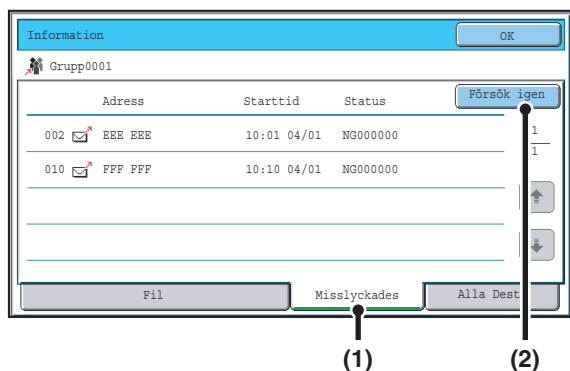 Information OK
Grupp0001
Adress Starttid Status Försök igen
002 EEE EEE 10:01 04/01 NG000000 1
1
010 FFF FFF 10:10 04/01 NG000000
Fil Misslyckades Alla Dest
(1) (2)